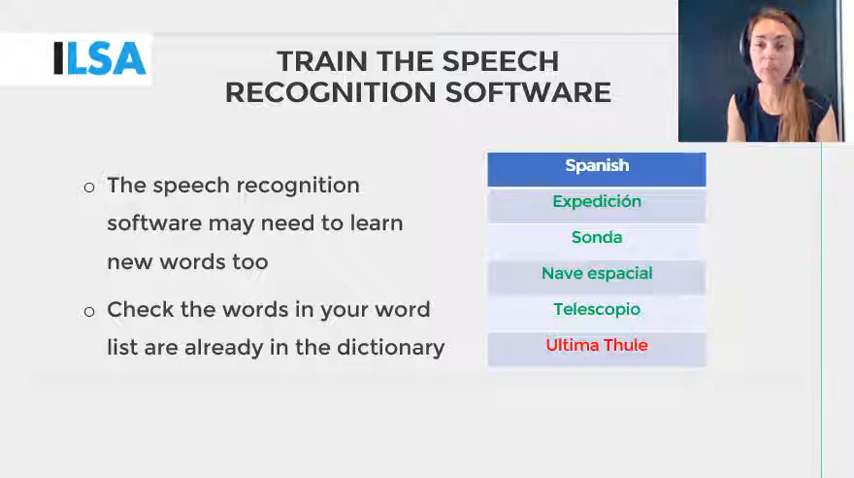 ILSA
TRAIN THE SPEECH
RECOGNITION SOFTWARE
o The speech recognition
software may need to learn
new words too
o Check the words in your word
list are already in the dictionary
Spanish
Expedición
Sonda
Nave espacial
Telescopio
Ultima Thule